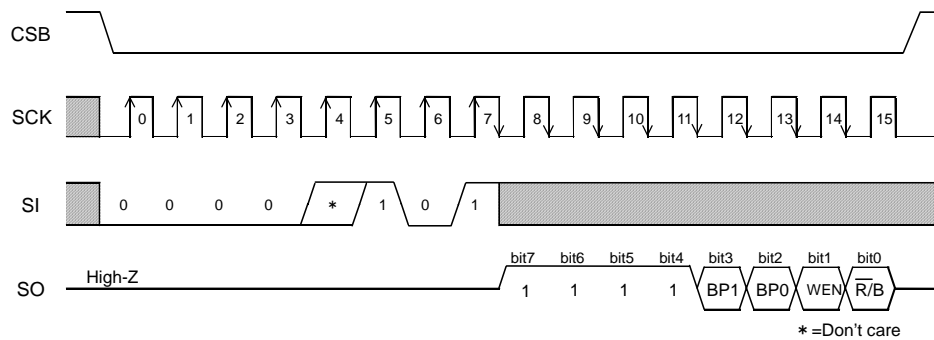 CSB
SCK 0 1 2 3 4 5 6 7 8 9 10 11 12 13 14 15
SI 0 0 0 0 * 1 0 1
bit7 bit6 bit5 bit4 bit3 bit2 bit1 bit0
SO High-Z 1 1 1 1 BP1 BP0 WEN R̅/B
* =Don't care